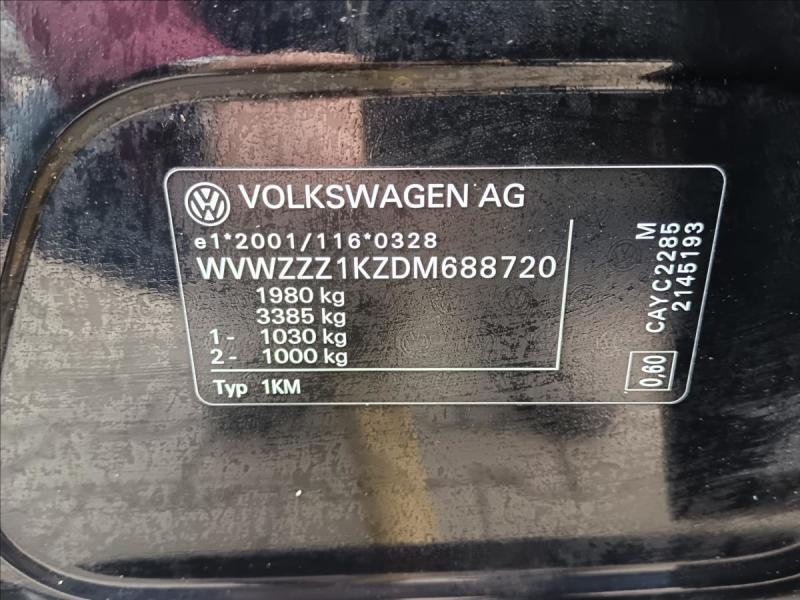 VOLKSWAGEN AG
e1*2001/116*0328
WVWZZZ1KZDM688720
1980 kg
3385 kg
1- 1030 kg
2- 1000 kg
Typ 1KM
M
CAYC2285
2145193
0,60